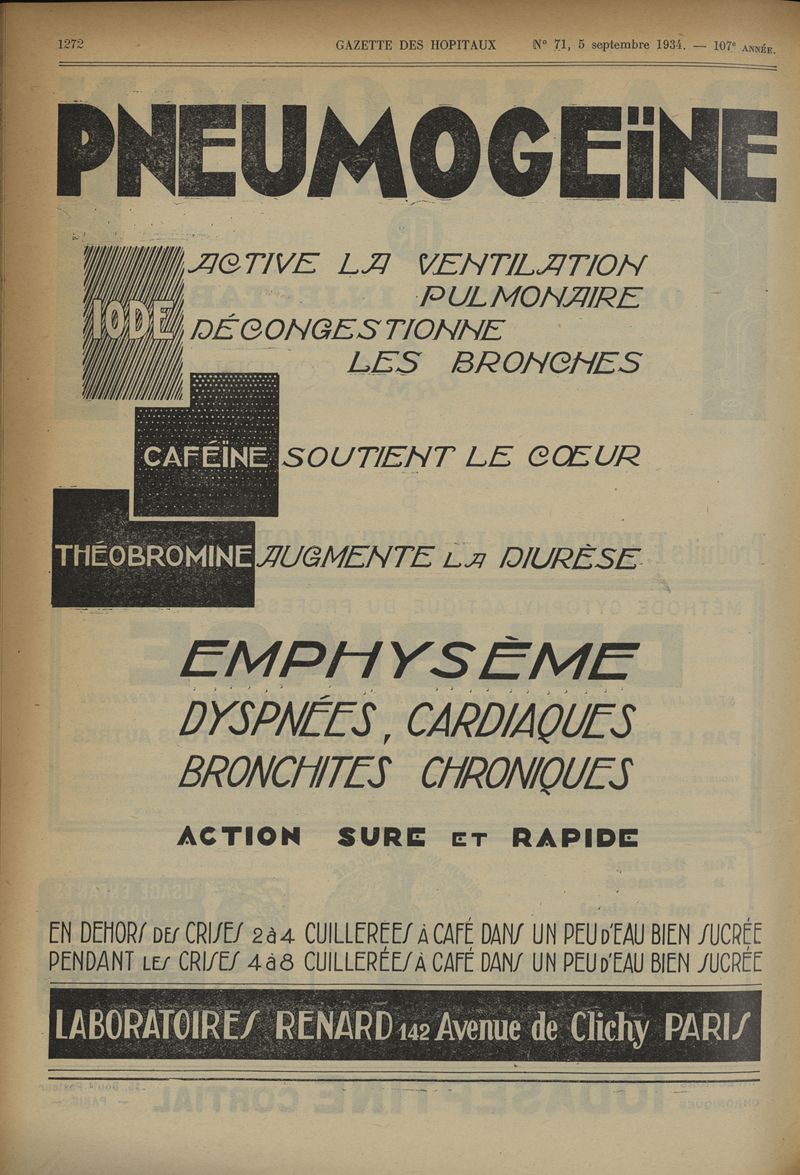 1272 GAZETTE DES HOPITAUX N° 71, 5 septembre 1934. — 107e ANNÉE.
PNEUMOGEÏNE
ACTIVE LA VENTILATION
PULMONAIRE
IODE
DÉCONGESTIONNE
LES BRONCHES
CAFÉÏNE SOUTIENT LE CŒUR
THÉOBROMINE AUGMENTE LA DIURÈSE
EMPHYSÈME
DYSPNÉES, CARDIAQUES
BRONCHITES CHRONIQUES
ACTION SURE ET RAPIDE
EN DEHORS DES CRISES 2 à 4 CUILLEREES À CAFÉ DANS UN PEU D'EAU BIEN SUCRÉE
PENDANT LES CRISES 4 à 8 CUILLERÉES À CAFÉ DANS UN PEU D'EAU BIEN SUCRÉE
LABORATOIRES RENARD 142 Avenue de Clichy PARIS